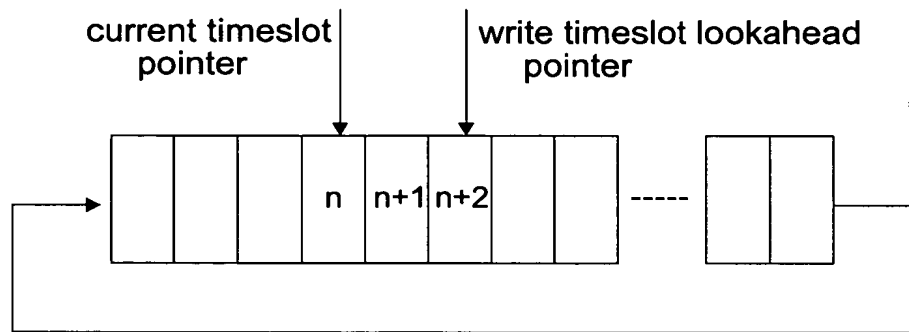 current timeslot
pointer
write timeslot lookahead
pointer
n n+1 n+2